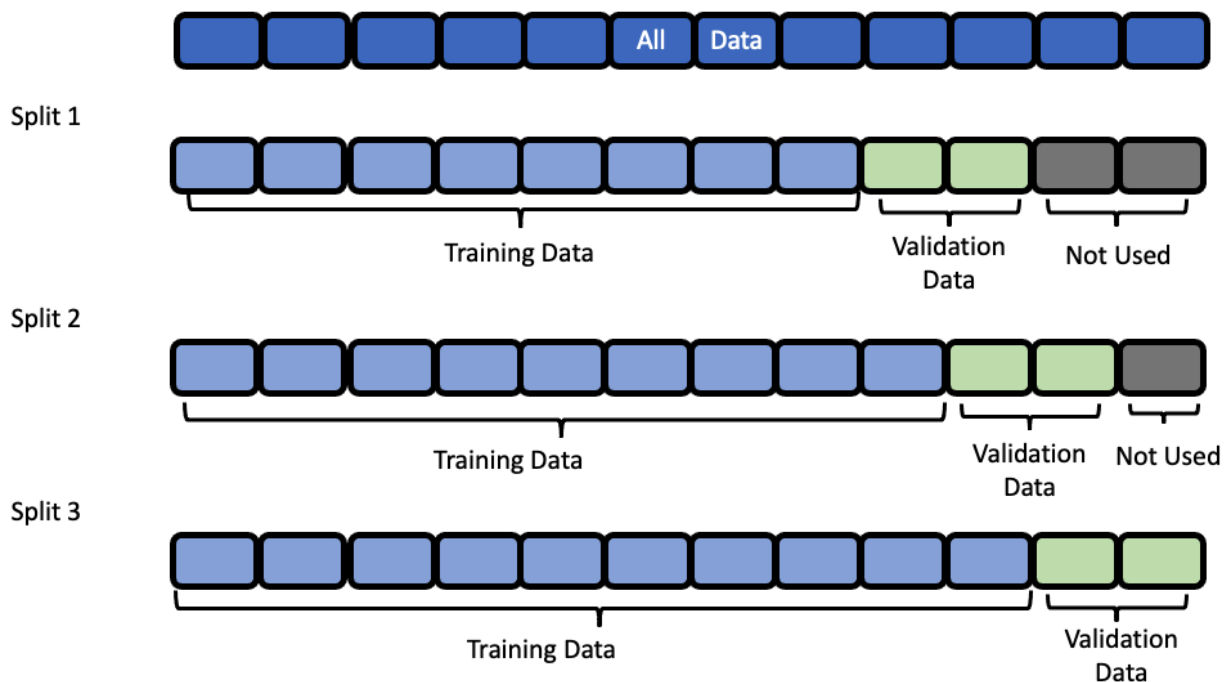 All Data
Split 1
Training Data
Validation
Data
Not Used
Split 2
Training Data
Validation
Data
Not Used
Split 3
Training Data
Validation
Data